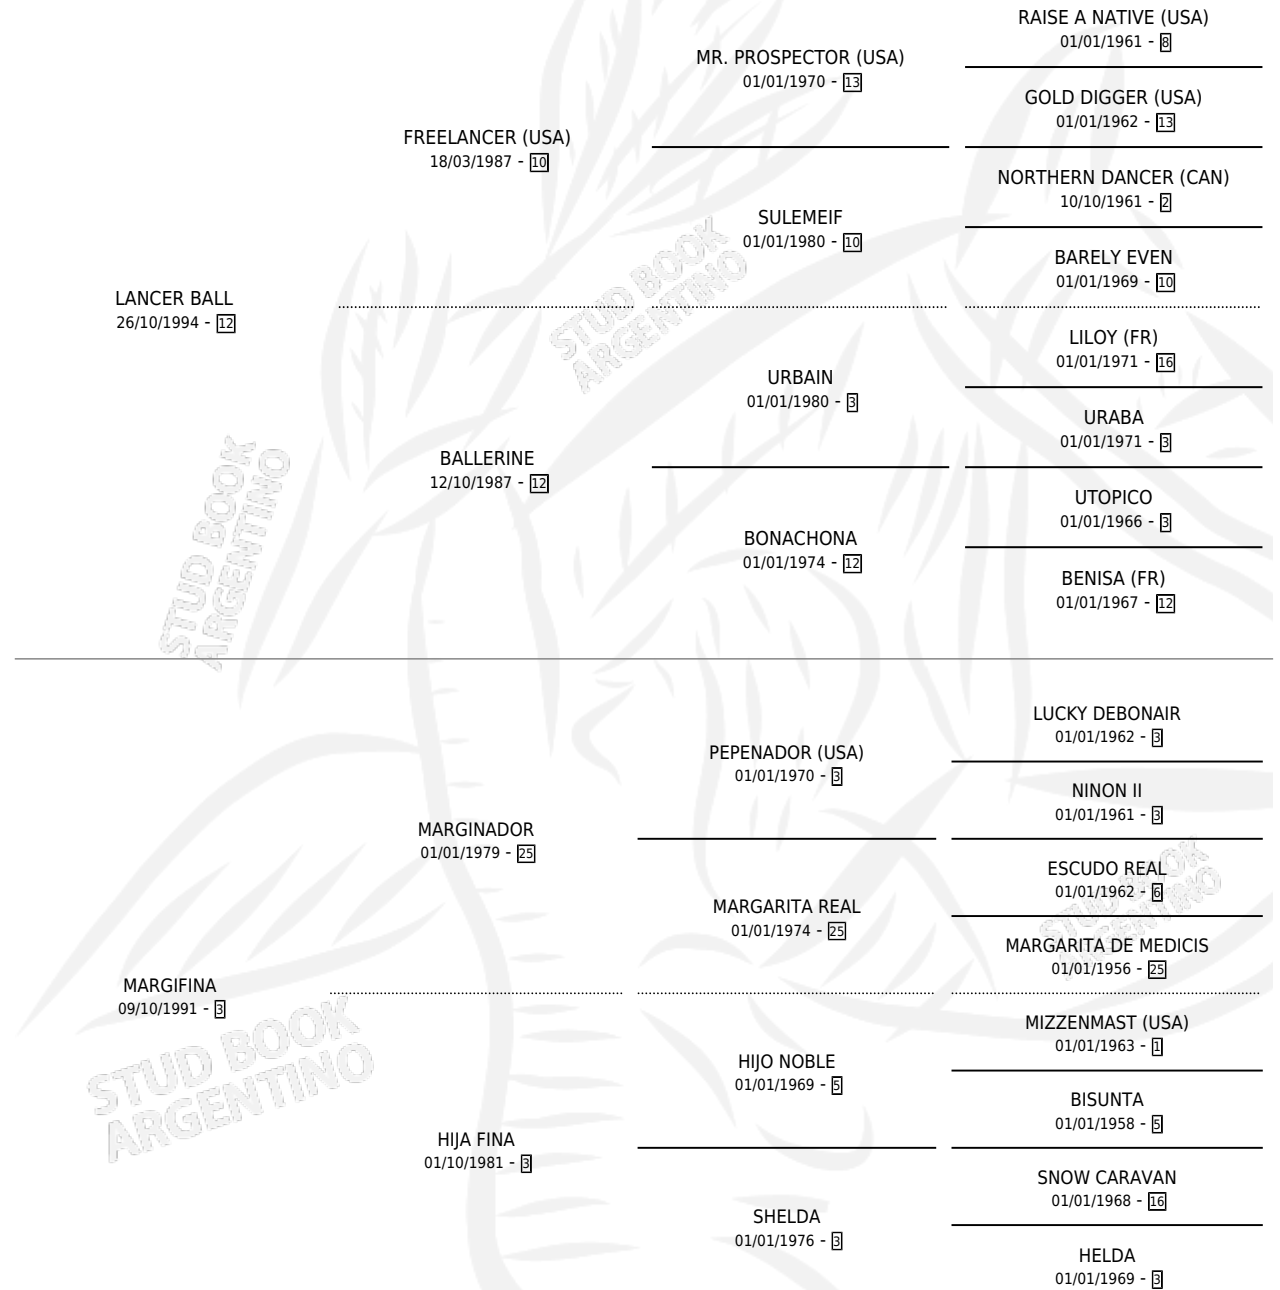 RAISE A NATIVE (USA)
01/01/1961 - 8
MR. PROSPECTOR (USA)
01/01/1970 - 13
GOLD DIGGER (USA)
01/01/1962 - 13
FREELANCER (USA)
18/03/1987 - 10
NORTHERN DANCER (CAN)
10/10/1961 - 2
SULEMEIF
01/01/1980 - 10
BARELY EVEN
01/01/1969 - 10
LANCER BALL
26/10/1994 - 12
LILOY (FR)
01/01/1971 - 16
URBAIN
01/01/1980 - 3
URABA
01/01/1971 - 3
BALLERINE
12/10/1987 - 12
UTOPICO
01/01/1966 - 3
BONACHONA
01/01/1974 - 12
BENISA (FR)
01/01/1967 - 12
STUD BOOK
ARGENTINO
STUD BOOK
ARGENTINO
LUCKY DEBONAIR
01/01/1962 - 3
PEPENADOR (USA)
01/01/1970 - 3
NINON II
01/01/1961 - 3
MARGINADOR
01/01/1979 - 25
ESCUDO REAL
01/01/1962 - 6
MARGARITA REAL
01/01/1974 - 25
MARGARITA DE MEDICIS
01/01/1956 - 25
MARGIFINA
09/10/1991 - 3
MIZZENMAST (USA)
01/01/1963 - 1
HIJO NOBLE
01/01/1969 - 5
BISUNTA
01/01/1958 - 5
HIJA FINA
01/10/1981 - 3
SNOW CARAVAN
01/01/1968 - 16
SHELDA
01/01/1976 - 3
HELDA
01/01/1969 - 3
STUD BOOK
ARGENTINO
STUD BOOK
ARGENTINO